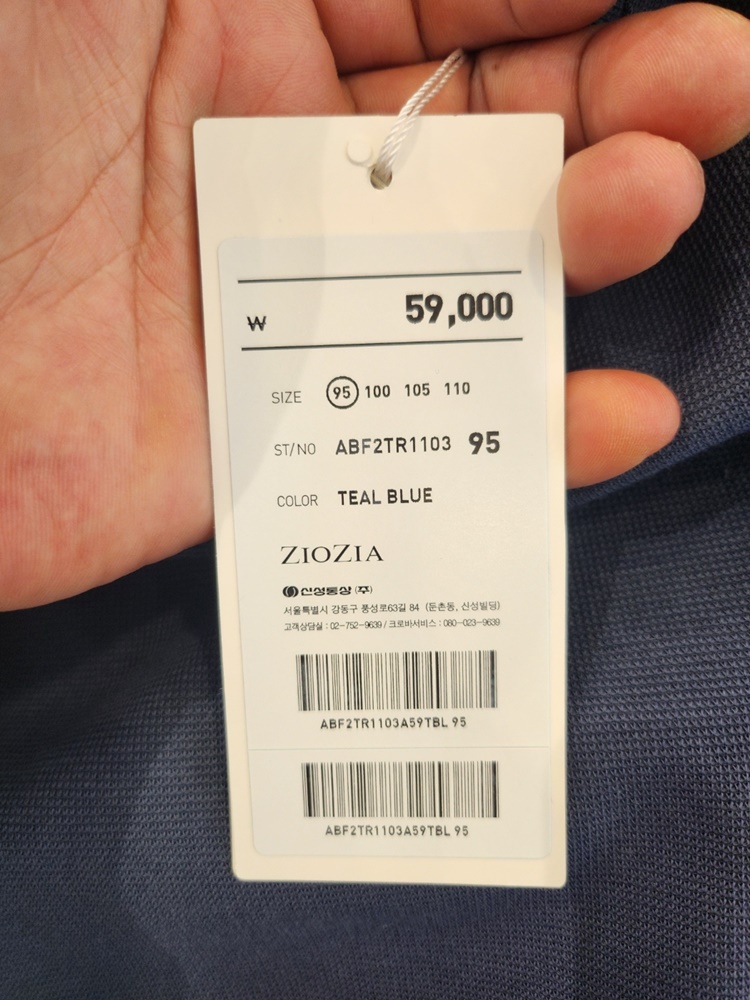 ₩ 59,000
SIZE 95 100 105 110
ST/NO ABF2TR1103 95
COLOR TEAL BLUE
ZIOZIA
신성통상 (주)
서울특별시 강동구 풍성로63길 84 (둔촌동, 신성빌딩)
고객상담실 : 02-752-9639 / 크로바서비스 : 080-023-9639
ABF2TR1103A59TBL 95
ABF2TR1103A59TBL 95